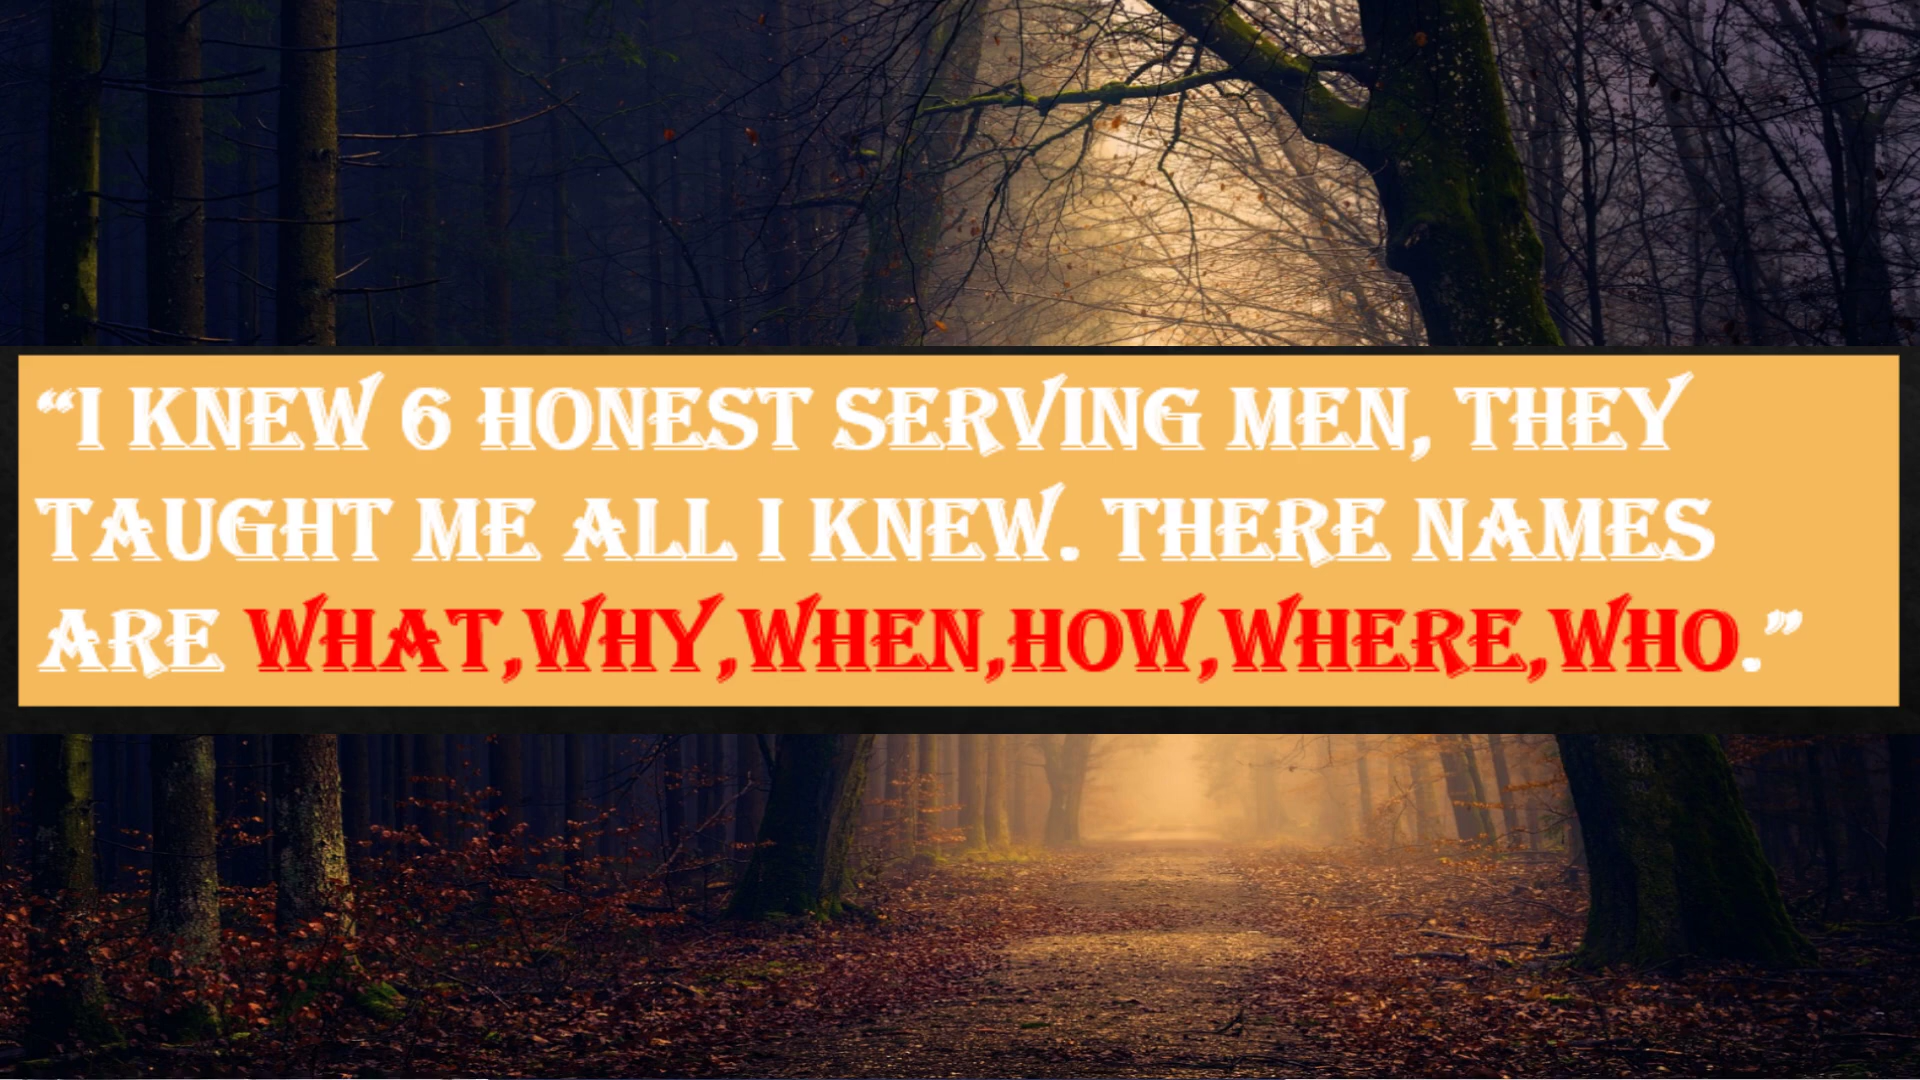 “I KNEW 6 HONEST SERVING MEN, THEY
TAUGHT ME ALL I KNEW. THERE NAMES
ARE WHAT,WHY,WHEN,HOW,WHERE,WHO.”